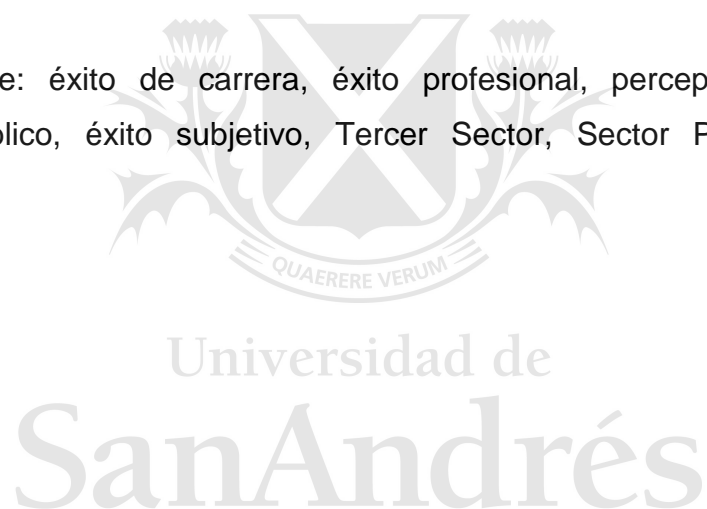 e: éxito de carrera, éxito profesional, percep
lico, éxito subjetivo, Tercer Sector, Sector P
QUAERERE VERUM
Universidad de
SanAndrés